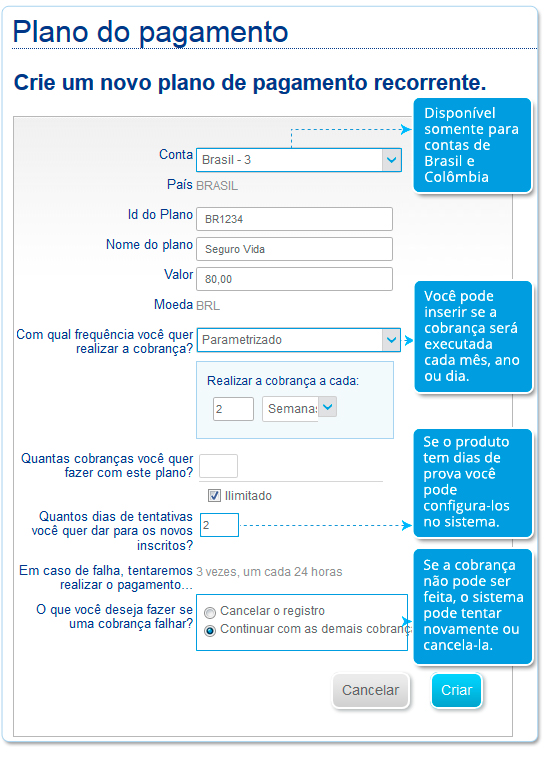 Plano do pagamento
Crie um novo plano de pagamento recorrente.
Disponível
somente para
contas de
Brasil e
Colômbia
Conta
Brasil - 3
País
BRASIL
Id do Plano
BR1234
Nome do plano
Seguro Vida
Valor
80,00
Moeda
BRL
Com qual frequência você quer
realizar a cobrança?
Parametrizado
Você pode
inserir se a
cobrança será
executada
cada mês, ano
ou dia.
Realizar a cobrança a cada:
2
Semanas
Quantas cobranças você quer
fazer com este plano?
Ilimitado
Se o produto
tem dias de
prova você
pode
configura-los
no sistema.
Quantos dias de tentativas
você quer dar para os novos
inscritos?
2
Em caso de falha, tentaremos
realizar o pagamento...
3 vezes, um cada 24 horas
O que você deseja fazer se
uma cobrança falhar?
Cancelar o registro
Continuar com as demais cobranç
Se a cobrança
não pode ser
feita, o sistema
pode tentar
novamente ou
cancela-la.
Cancelar
Criar